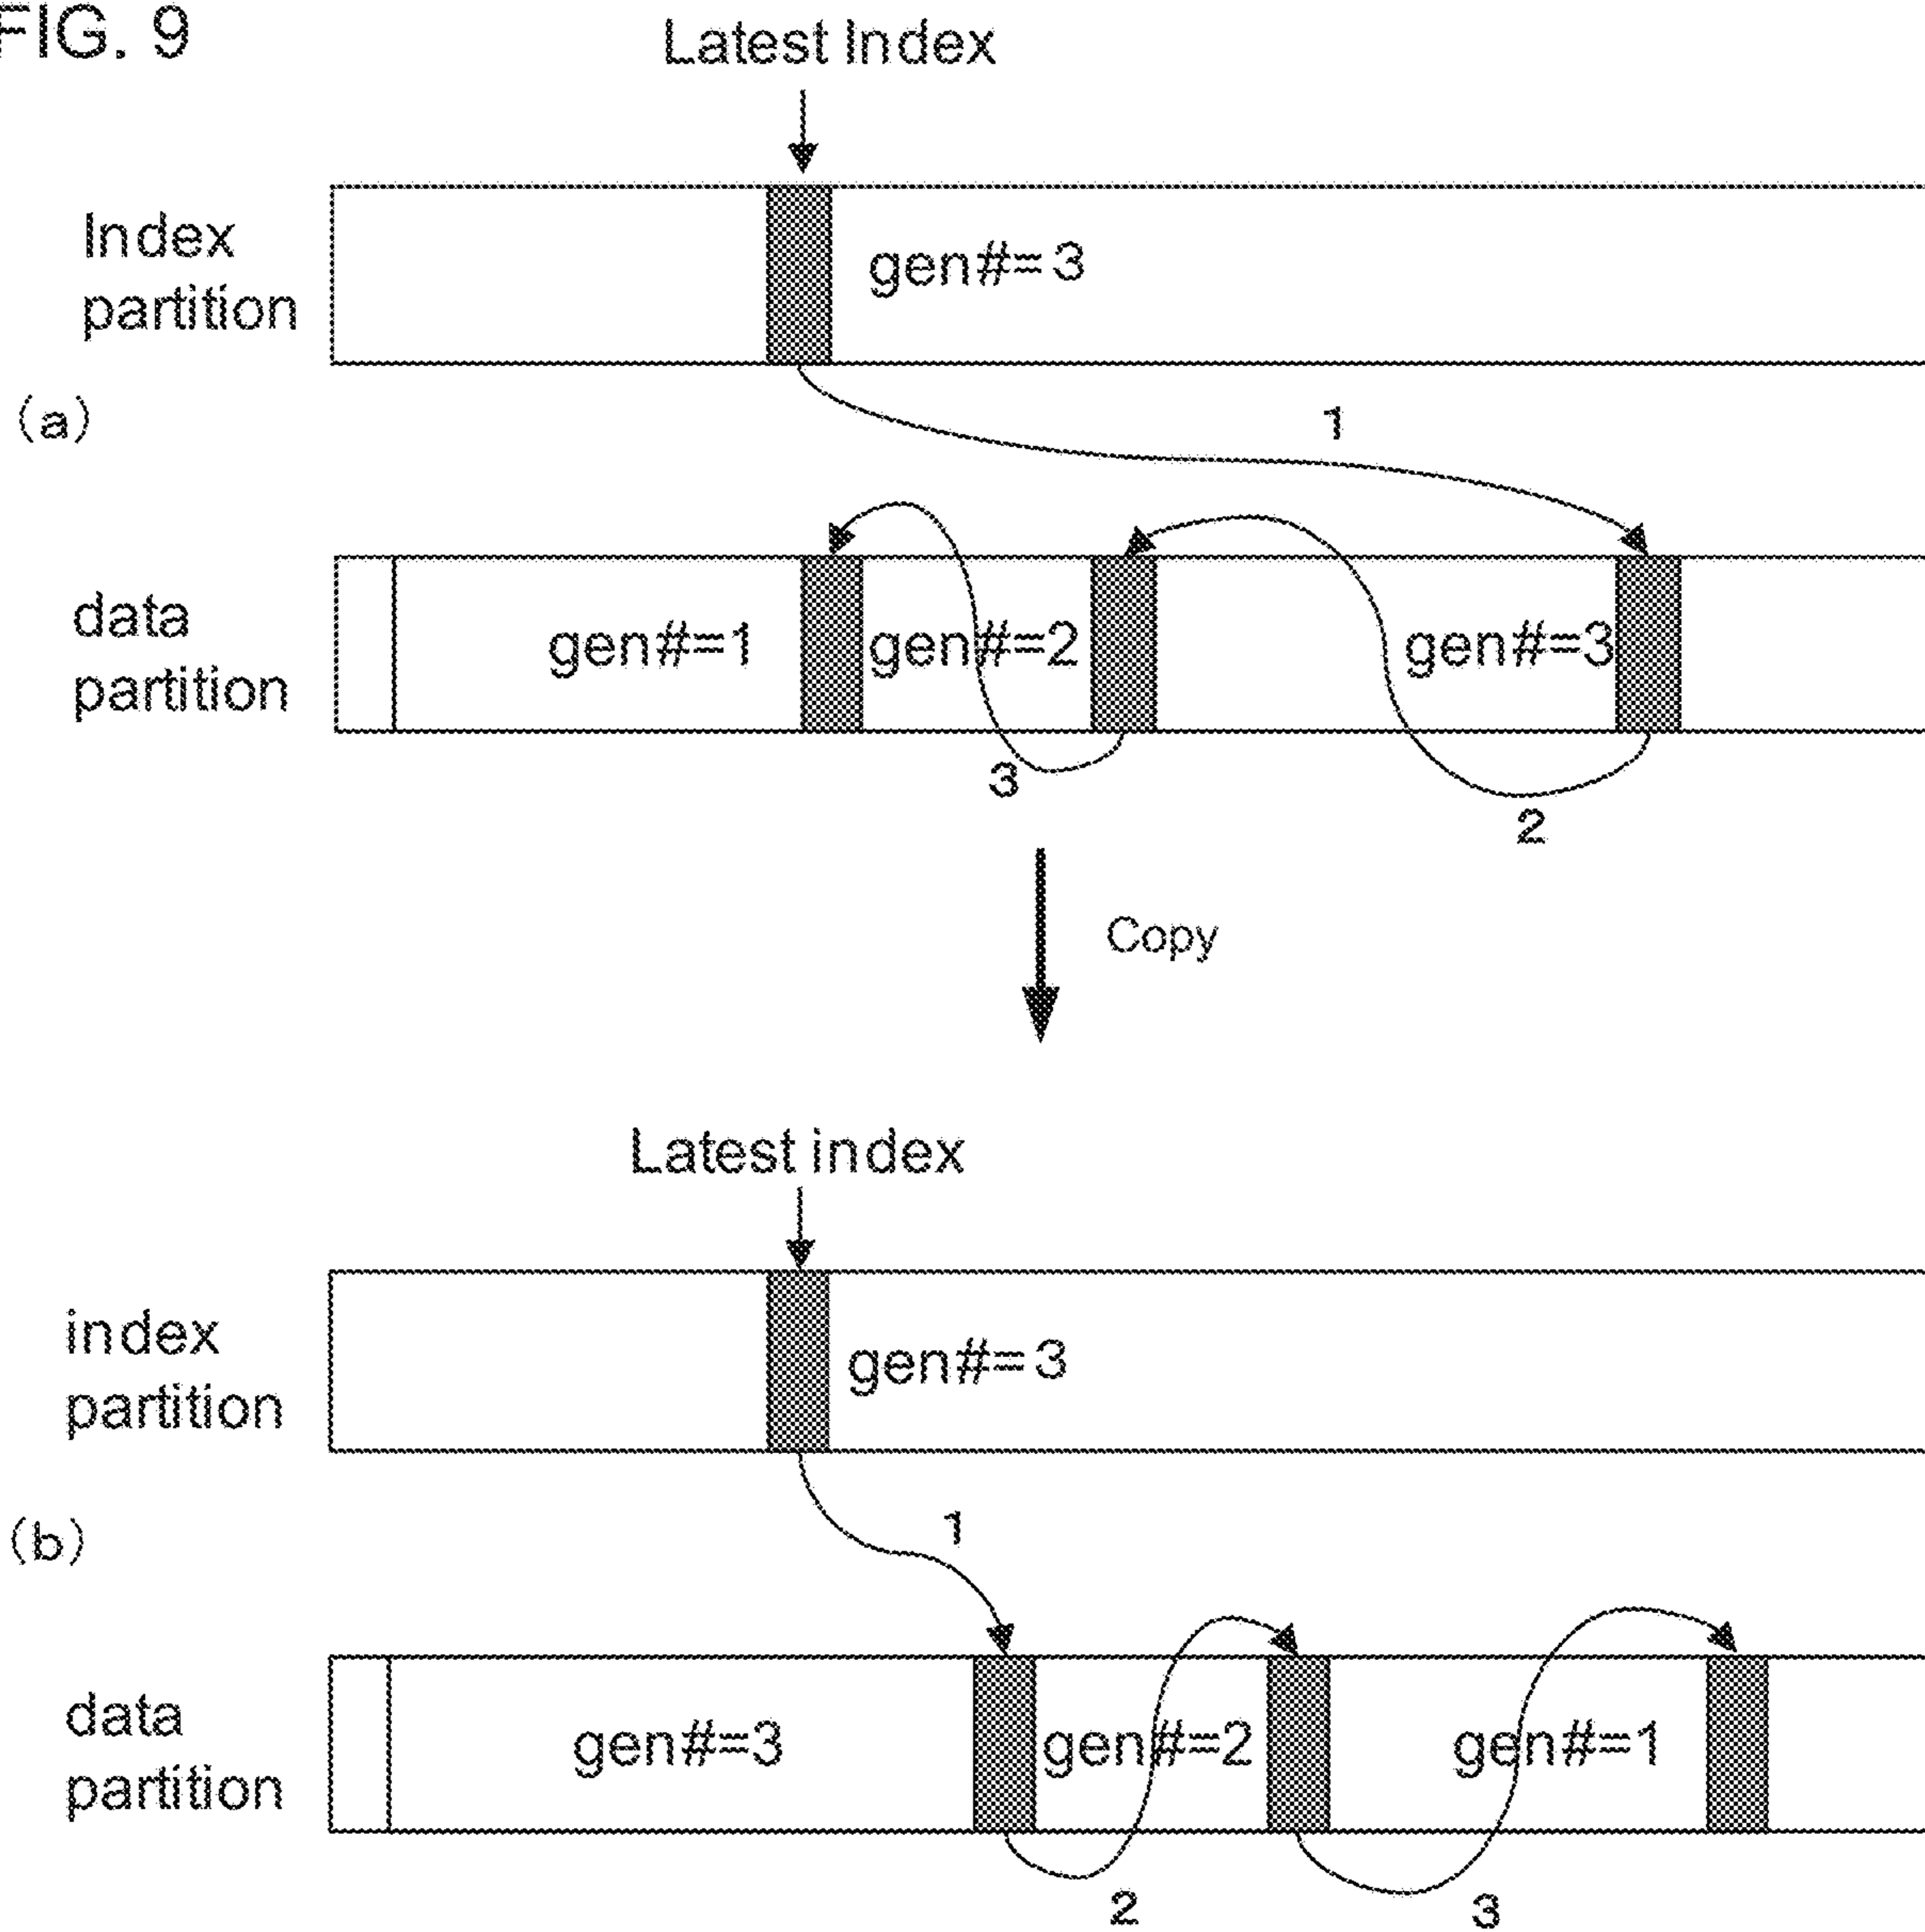 FIG. 9
Latest Index
Index
partition
gen#=3
(a)
1
data
partition
gen#=1
gen#=2
gen#=3
3
2
Copy
Latest index
index
partition
gen#=3
(b)
1
data
partition
gen#=3
gen#=2
gen#=1
2
3